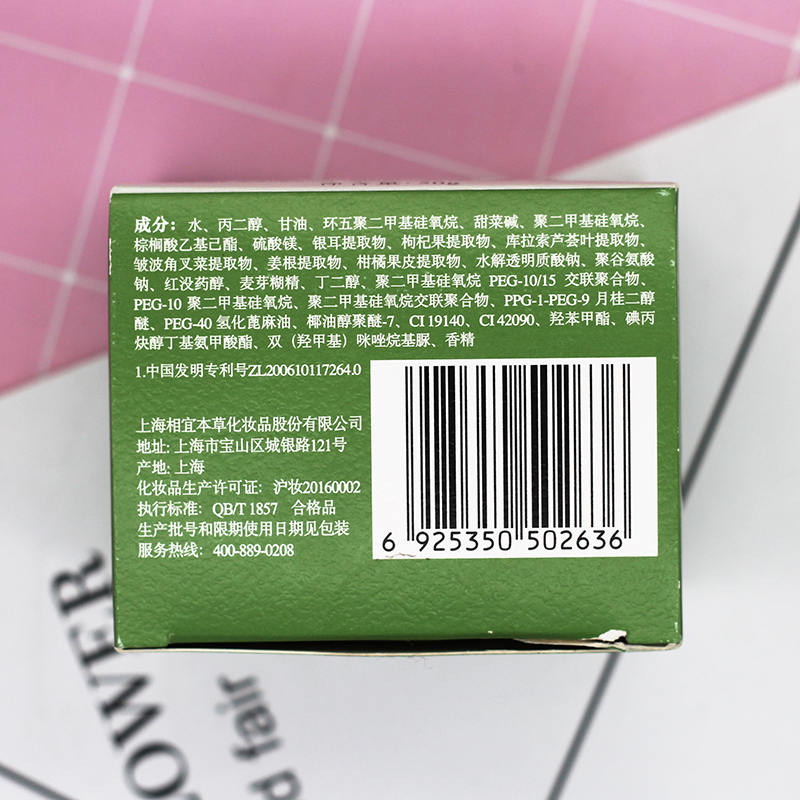 成分：水、丙二醇、甘油、环五聚二甲基硅氧烷、甜菜碱、聚二甲基硅氧烷、
棕榈酸乙基己酯、硫酸镁、银耳提取物、枸杞果提取物、库拉索芦荟叶提取物、
皱波角叉菜提取物、姜根提取物、柑橘果皮提取物、水解透明质酸钠、聚谷氨酸
钠、红没药醇、麦芽糊精、丁二醇、聚二甲基硅氧烷 PEG-10/15 交联聚合物、
PEG-10 聚二甲基硅氧烷、聚二甲基硅氧烷交联聚合物、PPG-1-PEG-9 月桂二醇
醚、PEG-40 氢化蓖麻油、椰油醇聚醚-7、CI 19140、CI 42090、羟苯甲酯、碘丙
炔醇丁基氨甲酸酯、双（羟甲基）咪唑烷基脲、香精
1.中国发明专利号ZL200610117264.0
上海相宜本草化妆品股份有限公司
地址: 上海市宝山区城银路121号
产地: 上海
化妆品生产许可证: 沪妆20160002
执行标准: QB/T 1857 合格品
生产批号和限期使用日期见包装
服务热线: 400-889-0208
6 925350 502636
OWER
d fair